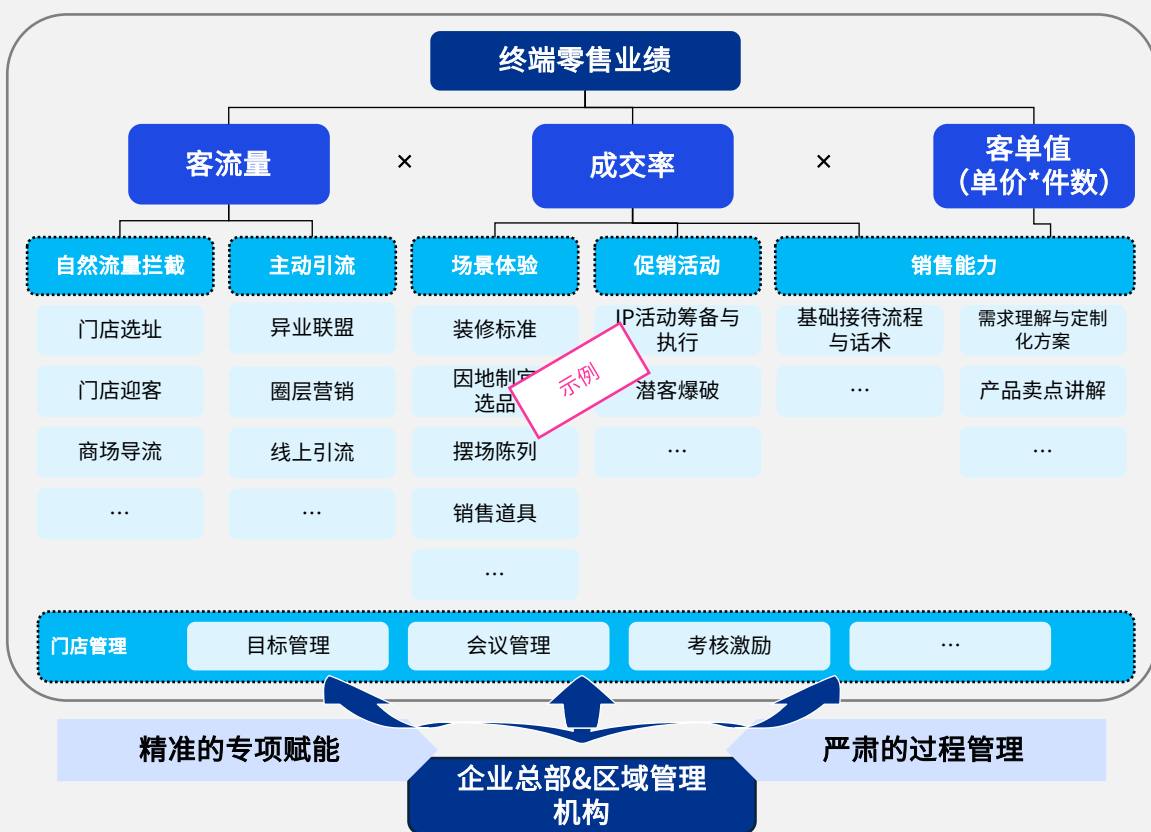 终端零售业绩
客流量
×
成交率
×
客单值
（单价*件数）
自然流量拦截
主动引流
场景体验
促销活动
销售能力
门店选址
门店迎客
商场导流
…
异业联盟
圈层营销
线上引流
…
装修标准
因地制宜
选品
摆场陈列
销售道具
…
IP活动筹备与
执行
潜客爆破
…
示例
基础接待流程
与话术
…
需求理解与定制
化方案
产品卖点讲解
…
门店管理
目标管理
会议管理
考核激励
…
精准的专项赋能
严肃的过程管理
企业总部&区域管理
机构